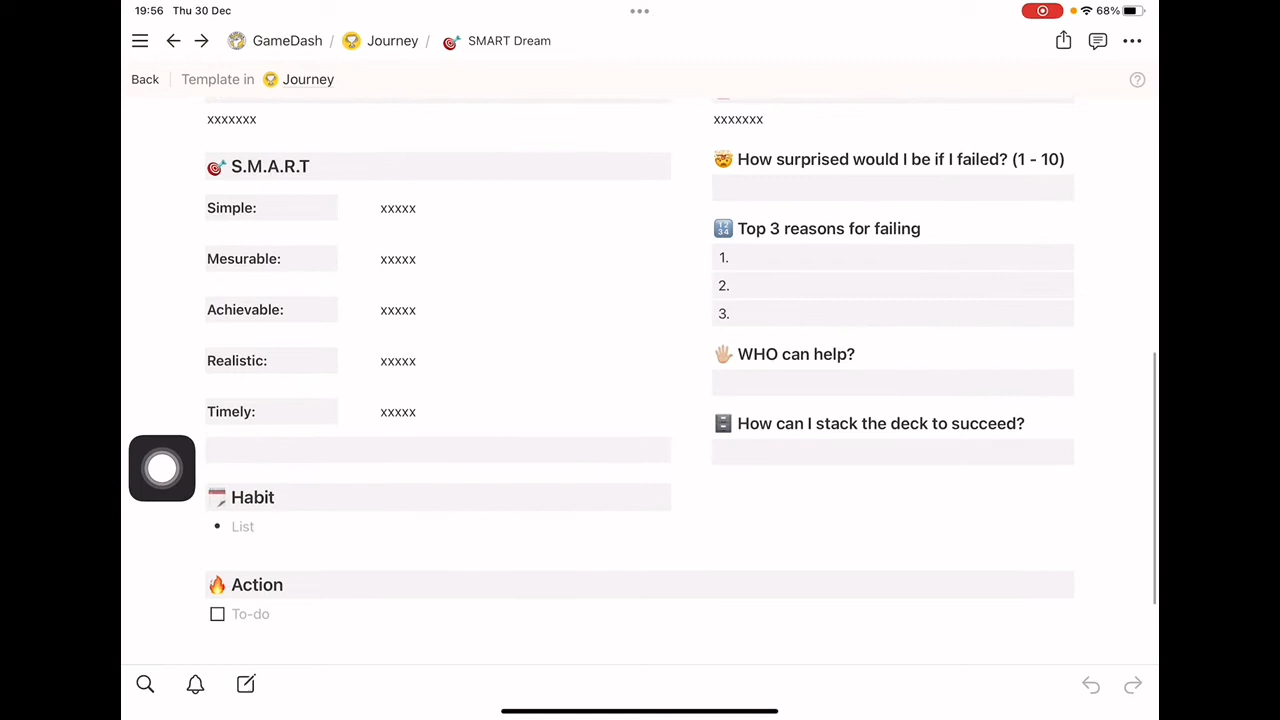 19:56 Thu 30 Dec
68%
GameDash / Journey / SMART Dream
Back Template in Journey
xxxxxxx
S.M.A.R.T
Simple: xxxxx
Mesurable: xxxxx
Achievable: xxxxx
Realistic: xxxxx
Timely: xxxxx
Habit
• List
xxxxxxx
How surprised would I be if I failed? (1 - 10)
Top 3 reasons for failing
1.
2.
3.
WHO can help?
How can I stack the deck to succeed?
Action
To-do